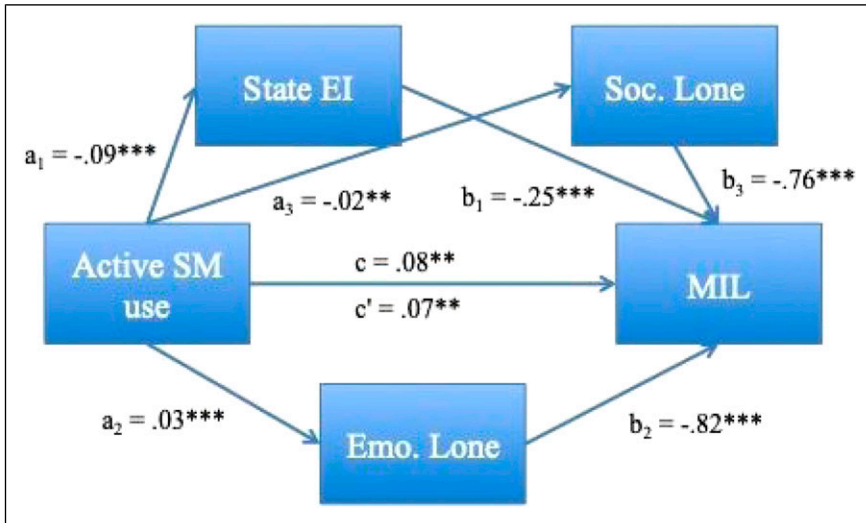 State EI
Soc. Lone
a₁ = -.09***
a₃ = -.02**
b₁ = -.25***
b₃ = -.76***
Active SM
use
c = .08**
c' = .07**
MIL
a₂ = .03***
Emo. Lone
b₂ = -.82***